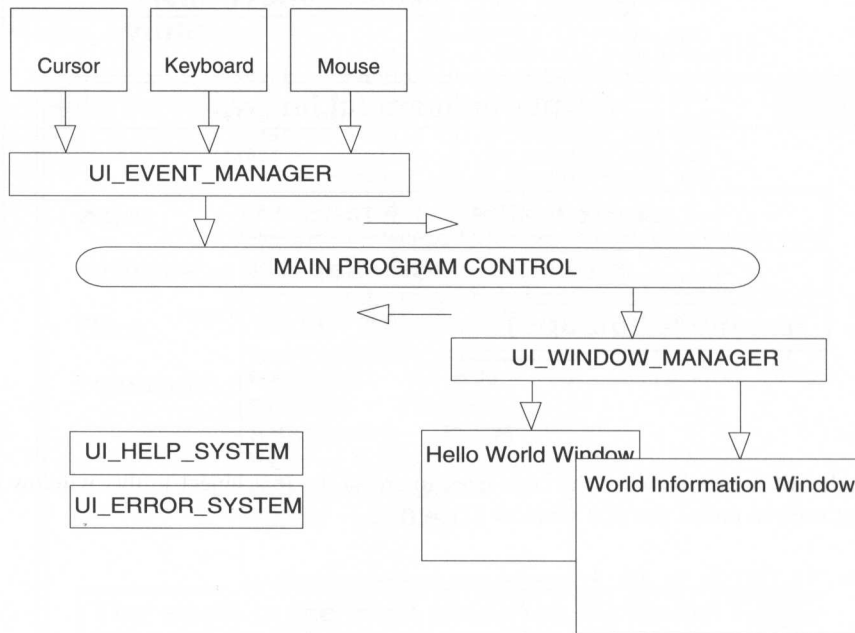 Cursor
Keyboard
Mouse
UI_EVENT_MANAGER
MAIN PROGRAM CONTROL
UI_WINDOW_MANAGER
UI_HELP_SYSTEM
UI_ERROR_SYSTEM
Hello World Window
World Information Window